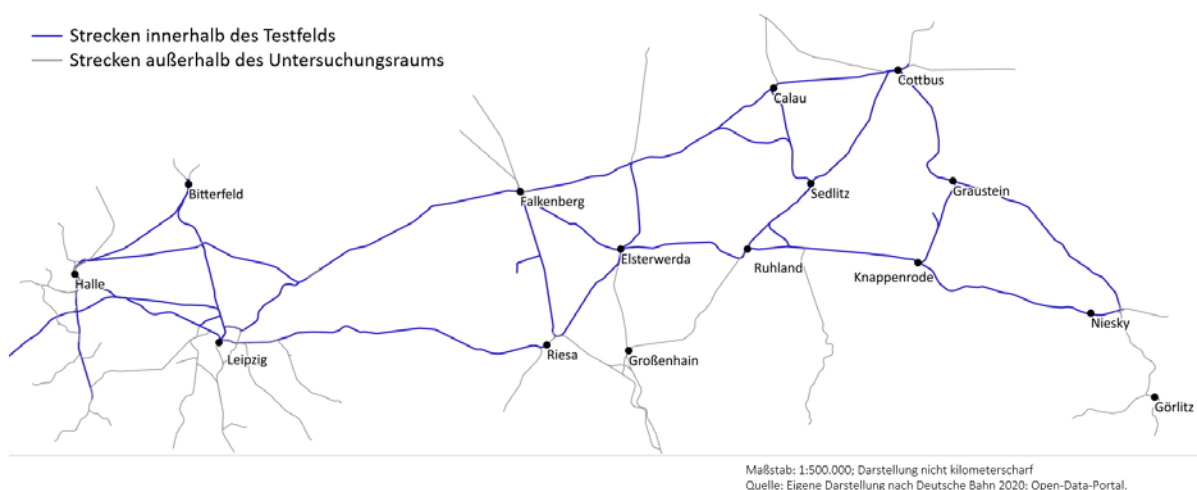 Strecken innerhalb des Testfelds
Strecken außerhalb des Untersuchungsraums
Cottbus
Calau
Bitterfeld
Falkenberg
Sedlitz
Graustein
Elsterwerda
Ruhland
Knappenrode
Halle
Niesky
Leipzig
Riesa
Großenhain
Görlitz
Maßstab: 1:500.000; Darstellung nicht kilometerscharf
Quelle: Eigene Darstellung nach Deutsche Bahn 2020: Open-Data-Portal.